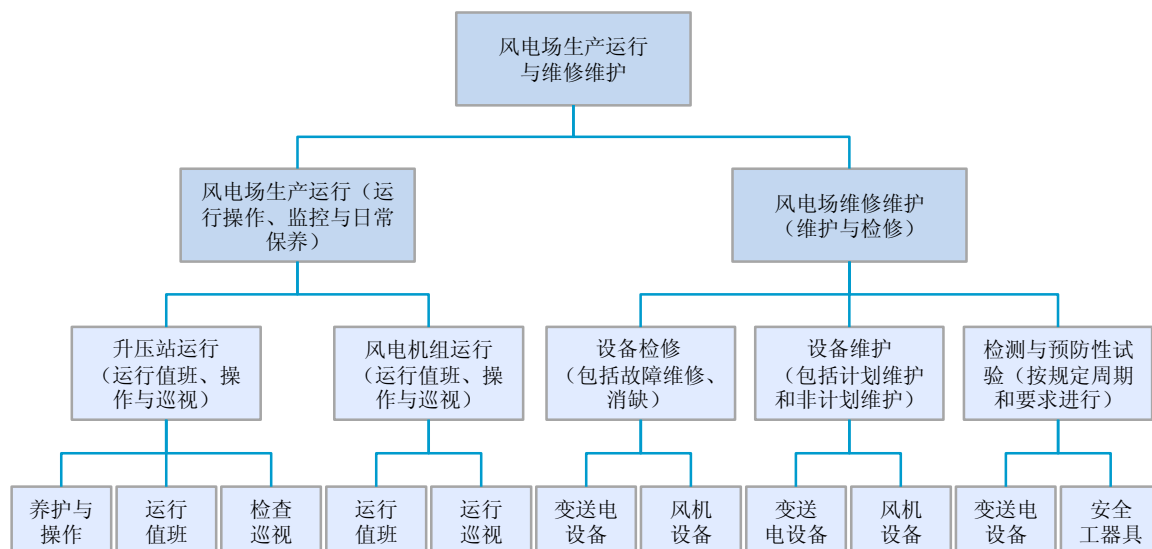 风电场生产运行
与维修维护
风电场生产运行（运
行操作、监控与日常
保养）
风电场维修维护
（维护与检修）
升压站运行
（运行值班、操
作与巡视）
风电机组运行
（运行值班、操
作与巡视）
设备检修
（包括故障维修、
消缺）
设备维护
（包括计划维护
和非计划维护）
检测与预防性试
验（按规定周期
和要求进行）
养护与
操作
运行
值班
检查
巡视
运行
值班
运行
巡视
变送电
设备
风机
设备
变送
电设备
风机
设备
变送电
设备
安全
工器具